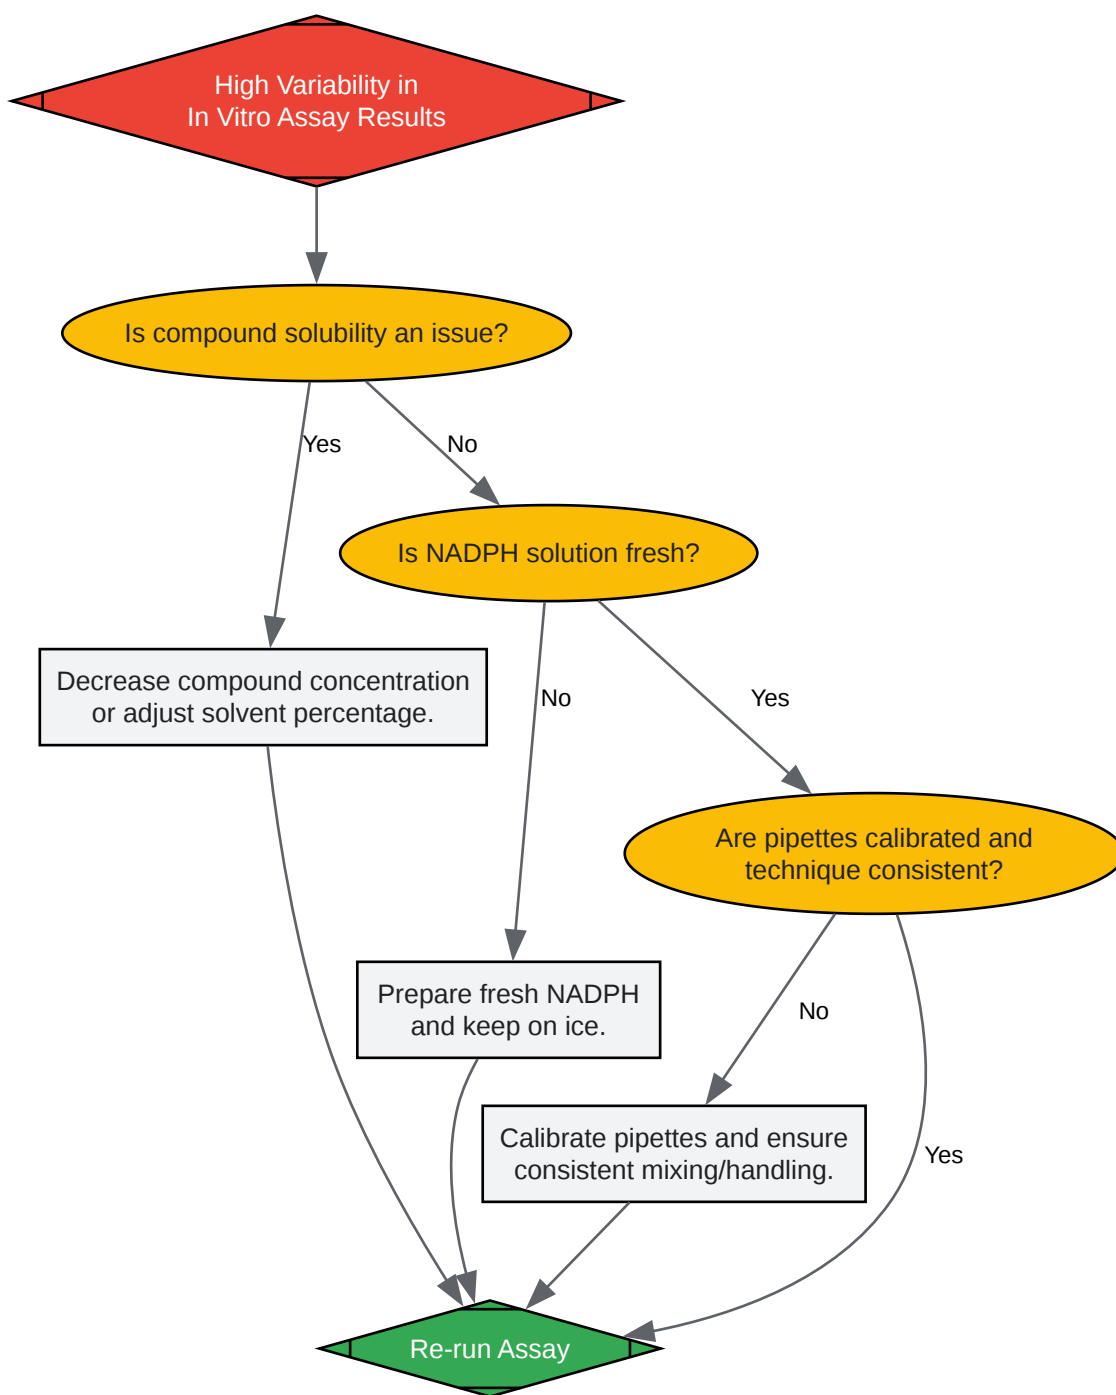 High Variability in
In Vitro Assay Results
Is compound solubility an issue?
Yes
No
Is NADPH solution fresh?
Decrease compound concentration
or adjust solvent percentage.
No
Yes
Are pipettes calibrated and
technique consistent?
Prepare fresh NADPH
and keep on ice.
No
Calibrate pipettes and ensure
consistent mixing/handling.
Yes
Re-run Assay